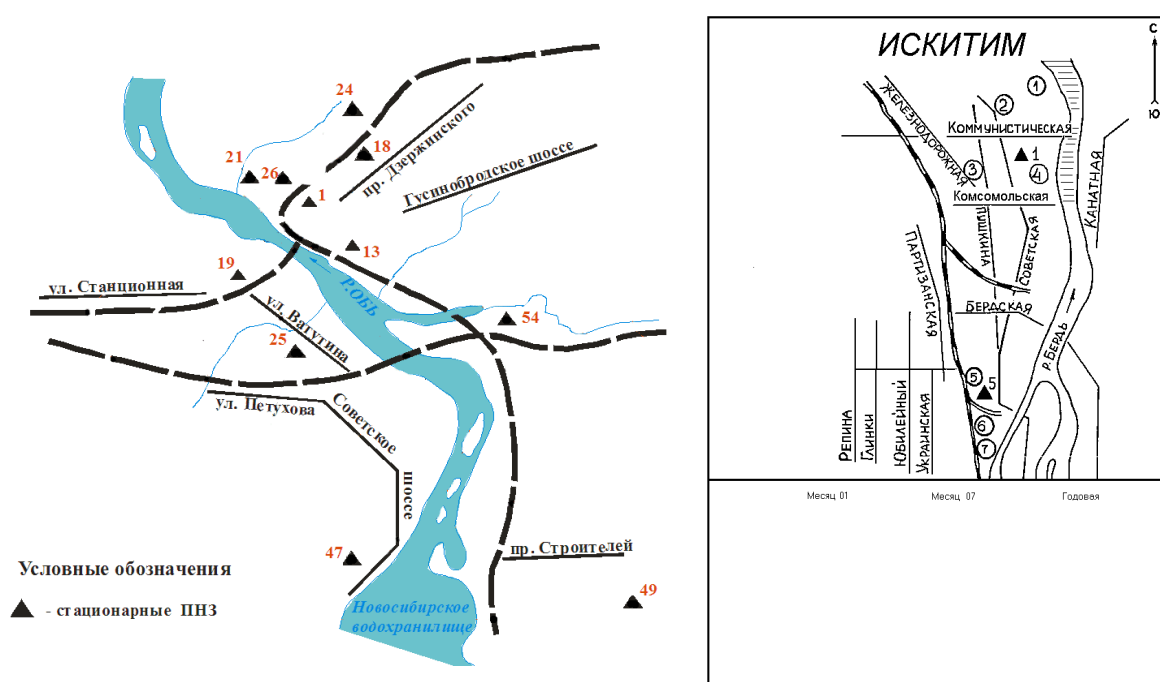 24
18
пр. Дзержинского
21
26
1
Гусинобродское шоссе
13
19
ул. Станционная
Р.ОБЬ
ул. Ватутина
25
54
ул. Петухова
Советское
шоссе
47
пр. Строителей
49
Условные обозначения
- стационарные ПНЗ
Новосибирское
водохранилище
ИСКИТИМ
С
Ю
ЖЕЛЕЗНОДОРОЖНАЯ
1
2
КОММУНИСТИЧЕСКАЯ
1
3
4
КОМСОМОЛЬСКАЯ
КАНАТНАЯ
ПУШКИНА
СОВЕТСКАЯ
ПАРТИЗАНСКАЯ
БЕРДСКАЯ
Р.БЕРДЬ
5
5
6
7
РЕПИНА
ГЛИНКИ
ЮБИЛЕЙНЫЙ
УКРАИНСКАЯ
Месяц 01
Месяц 07
Годовая